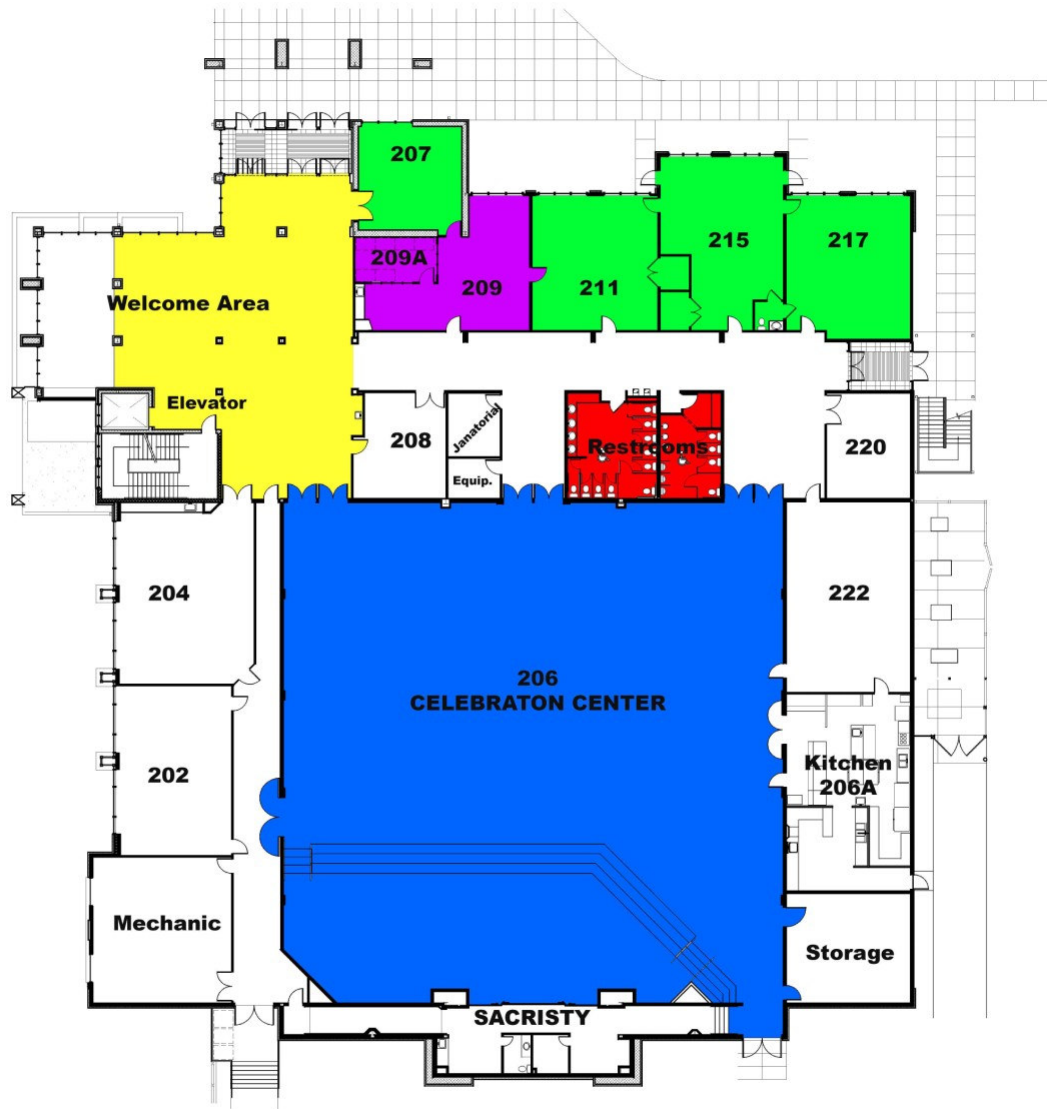 207
209A
209
211
215
217
Welcome Area
Elevator
208
Janatorial
Equip.
Restrooms
220
204
222
206
CELEBRATON CENTER
202
Kitchen
206A
Mechanic
Storage
SACRISTY